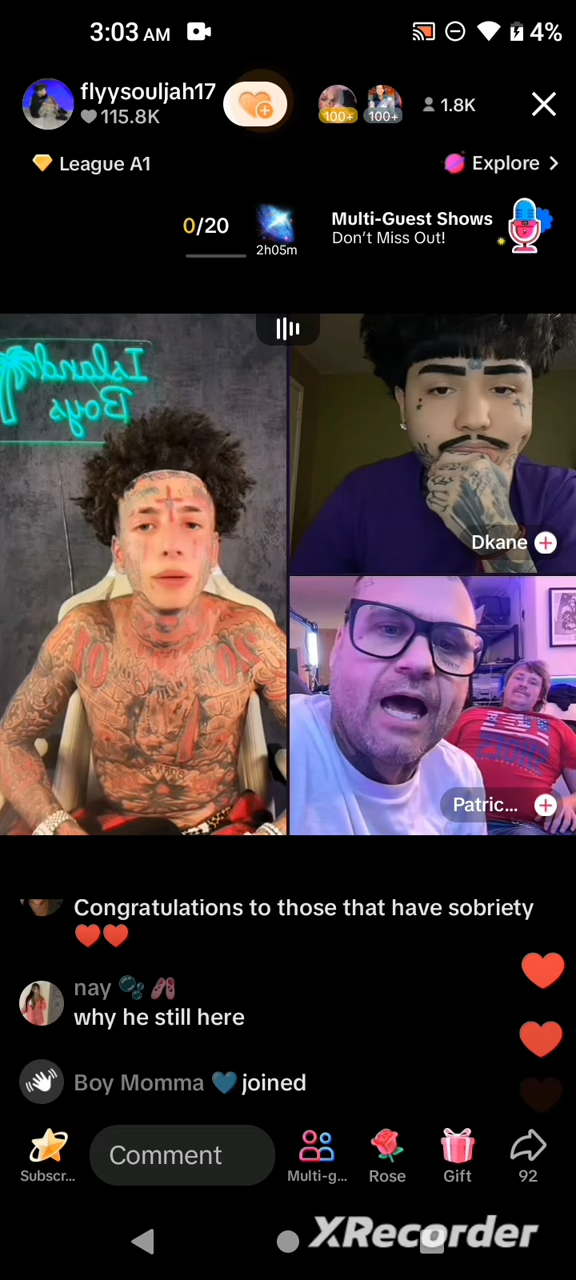 3:03 AM
4%
flyysouljah17
115.8K
100+
100+
1.8K
League A1
Explore >
0/20
2h05m
Multi-Guest Shows
Don't Miss Out!
Island
Boys
Dkane
Patric...
Congratulations to those that have sobriety
❤️❤️
nay 🫧🩰
why he still here
Boy Momma 💙 joined
Subscr...
Comment
Multi-g...
Rose
Gift
92
XRecorder